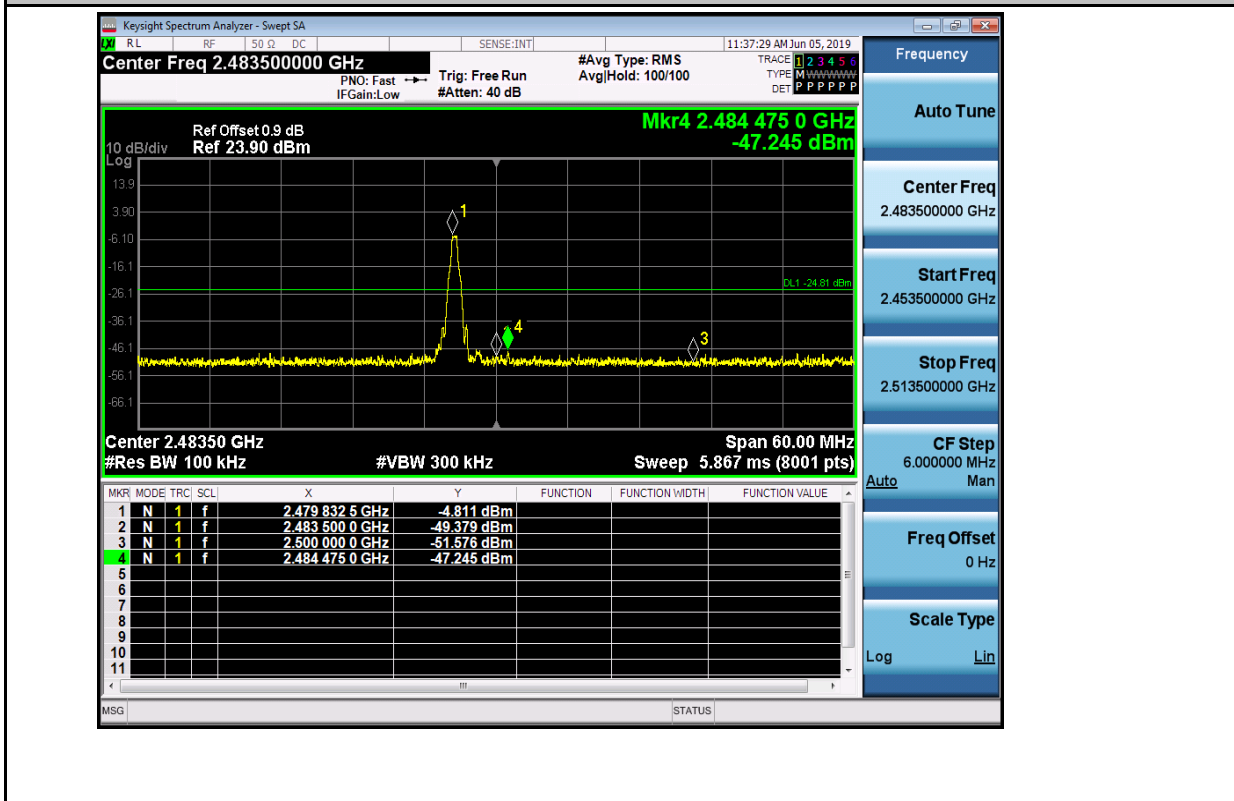 Keysight Spectrum Analyzer - Swept SA
LXI RL RF 50 Ω DC SENSE:INT 11:37:29 AM Jun 05, 2019
Center Freq 2.483500000 GHz
#Avg Type: RMS
TRACE 1 2 3 4 5 6
PNO: Fast
Trig: Free Run
Avg|Hold: 100/100
TYPE M W W W W W
IFGain:Low
#Atten: 40 dB
DET P P P P P P
Mkr4 2.484 475 0 GHz
-47.245 dBm
Ref Offset 0.9 dB
10 dB/div Ref 23.90 dBm
Log
13.9
3.90
-6.10
-16.1
-26.1
-36.1
-46.1
-56.1
-66.1
1
DL1 -24.81 dBm
4
3
Center 2.48350 GHz Span 60.00 MHz
#Res BW 100 kHz #VBW 300 kHz Sweep 5.867 ms (8001 pts)
MKR MODE TRC SCL X Y FUNCTION FUNCTION WIDTH FUNCTION VALUE
1 N 1 f 2.479 832 5 GHz -4.811 dBm
2 N 1 f 2.483 500 0 GHz -49.379 dBm
3 N 1 f 2.500 000 0 GHz -51.576 dBm
4 N 1 f 2.484 475 0 GHz -47.245 dBm
5
6
7
8
9
10
11
MSG STATUS
Frequency
Auto Tune
Center Freq
2.483500000 GHz
Start Freq
2.453500000 GHz
Stop Freq
2.513500000 GHz
CF Step
6.000000 MHz
Auto Man
Freq Offset
0 Hz
Scale Type
Log Lin